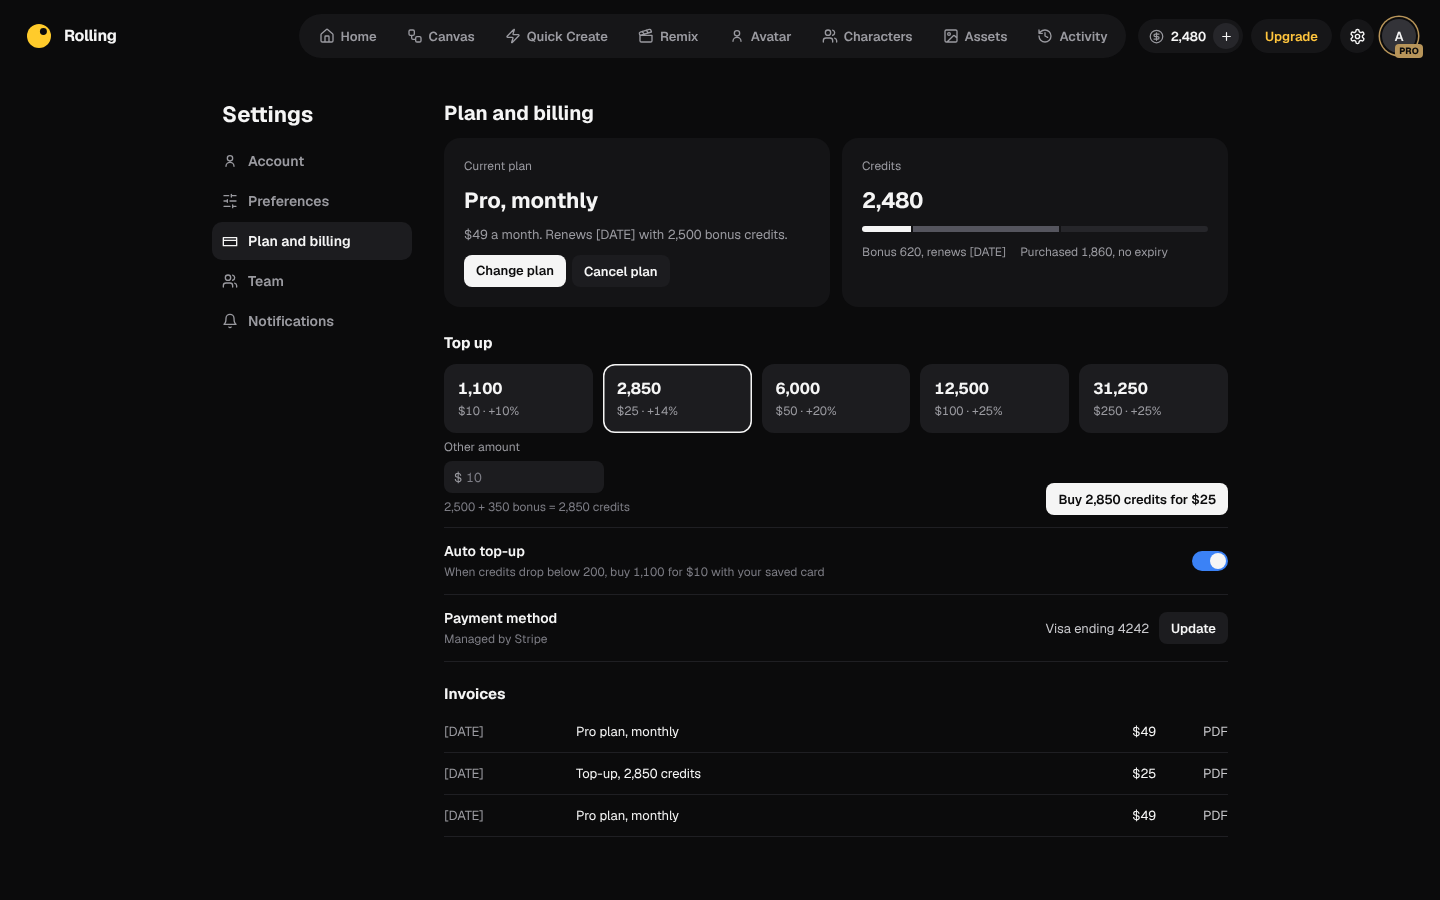 Rolling
Home
Canvas
Quick Create
Remix
Avatar
Characters
Assets
Activity
2,480
Upgrade
A
PRO
Settings
Account
Preferences
Plan and billing
Team
Notifications
Plan and billing
Current plan
Pro, monthly
$49 a month. Renews [DATE] with 2,500 bonus credits.
Change plan
Cancel plan
Credits
2,480
Bonus 620, renews [DATE]
Purchased 1,860, no expiry
Top up
1,100
$10 · +10%
2,850
$25 · +14%
6,000
$50 · +20%
12,500
$100 · +25%
31,250
$250 · +25%
Other amount
$ 10
2,500 + 350 bonus = 2,850 credits
Buy 2,850 credits for $25
Auto top-up
When credits drop below 200, buy 1,100 for $10 with your saved card
Payment method
Managed by Stripe
Visa ending 4242
Update
Invoices
[DATE] Pro plan, monthly $49 PDF
[DATE] Top-up, 2,850 credits $25 PDF
[DATE] Pro plan, monthly $49 PDF